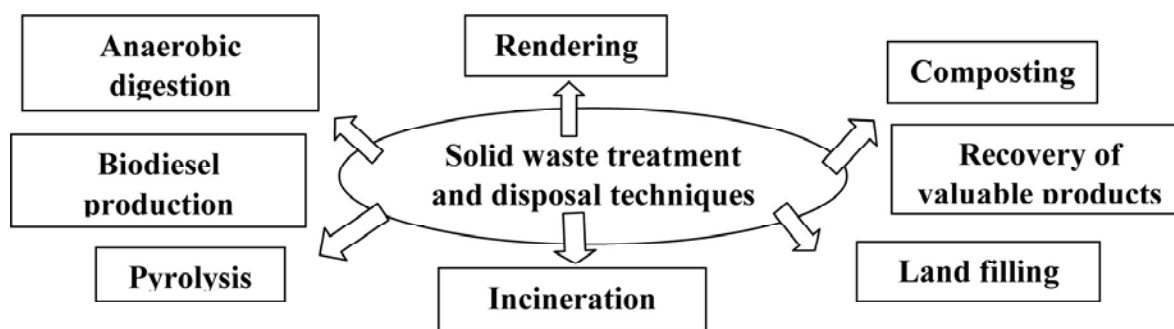 Anaerobic
digestion
Rendering
Composting
Biodiesel
production
Solid waste treatment
and disposal techniques
Recovery of
valuable products
Pyrolysis
Incineration
Land filling